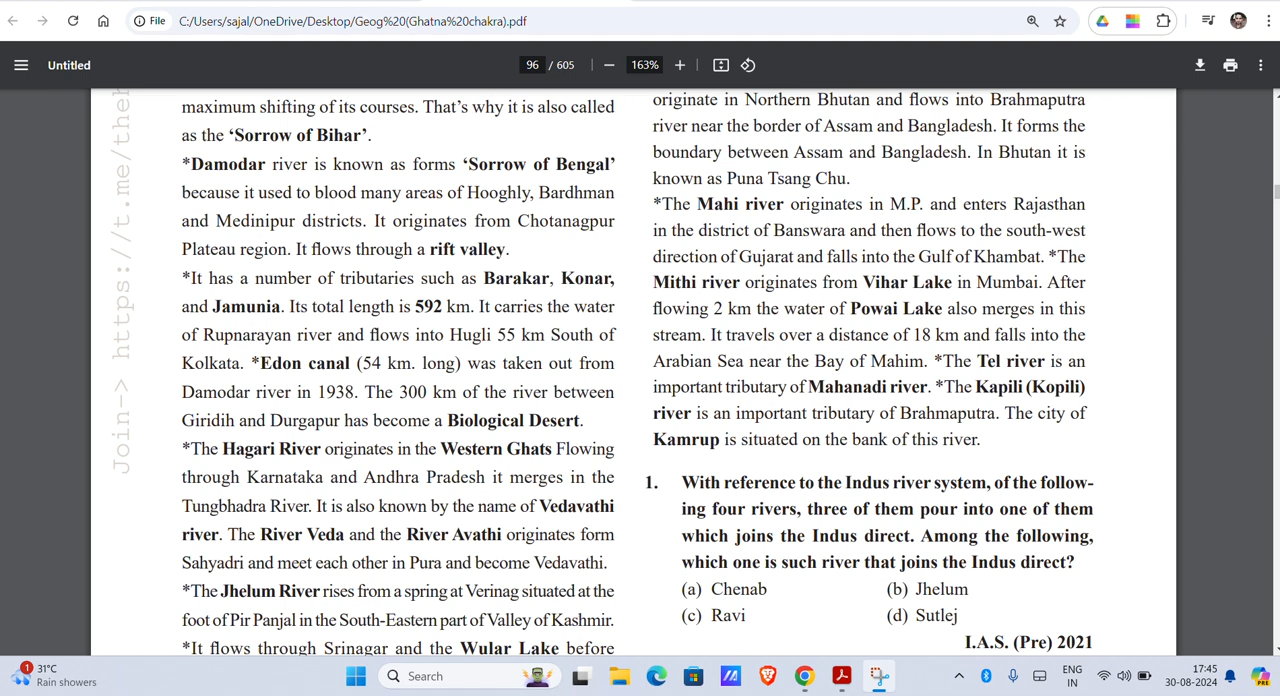 File
C:/Users/sajal/OneDrive/Desktop/Geog%20(Ghatna%20chakra).pdf
Untitled
96 / 605
163%
Join-> https://t.me/ther
maximum shifting of its courses. That’s why it is also called
as the ‘Sorrow of Bihar’.
*Damodar river is known as forms ‘Sorrow of Bengal’
because it used to blood many areas of Hooghly, Bardhman
and Medinipur districts. It originates from Chotanagpur
Plateau region. It flows through a rift valley.
*It has a number of tributaries such as Barakar, Konar,
and Jamunia. Its total length is 592 km. It carries the water
of Rupnarayan river and flows into Hugli 55 km South of
Kolkata. *Edon canal (54 km. long) was taken out from
Damodar river in 1938. The 300 km of the river between
Giridih and Durgapur has become a Biological Desert.
*The Hagari River originates in the Western Ghats Flowing
through Karnataka and Andhra Pradesh it merges in the
Tungbhadra River. It is also known by the name of Vedavathi
river. The River Veda and the River Avathi originates form
Sahyadri and meet each other in Pura and become Vedavathi.
*The Jhelum River rises from a spring at Verinag situated at the
foot of Pir Panjal in the South-Eastern part of Valley of Kashmir.
*It flows through Srinagar and the Wular Lake before
originate in Northern Bhutan and flows into Brahmaputra
river near the border of Assam and Bangladesh. It forms the
boundary between Assam and Bangladesh. In Bhutan it is
known as Puna Tsang Chu.
*The Mahi river originates in M.P. and enters Rajasthan
in the district of Banswara and then flows to the south-west
direction of Gujarat and falls into the Gulf of Khambat. *The
Mithi river originates from Vihar Lake in Mumbai. After
flowing 2 km the water of Powai Lake also merges in this
stream. It travels over a distance of 18 km and falls into the
Arabian Sea near the Bay of Mahim. *The Tel river is an
important tributary of Mahanadi river. *The Kapili (Kopili)
river is an important tributary of Brahmaputra. The city of
Kamrup is situated on the bank of this river.
1. With reference to the Indus river system, of the follow-
ing four rivers, three of them pour into one of them
which joins the Indus direct. Among the following,
which one is such river that joins the Indus direct?
(a) Chenab (b) Jhelum
(c) Ravi (d) Sutlej
I.A.S. (Pre) 2021
1
31°C
Rain showers
Search
ENG
IN
17:45
30-08-2024
PRE